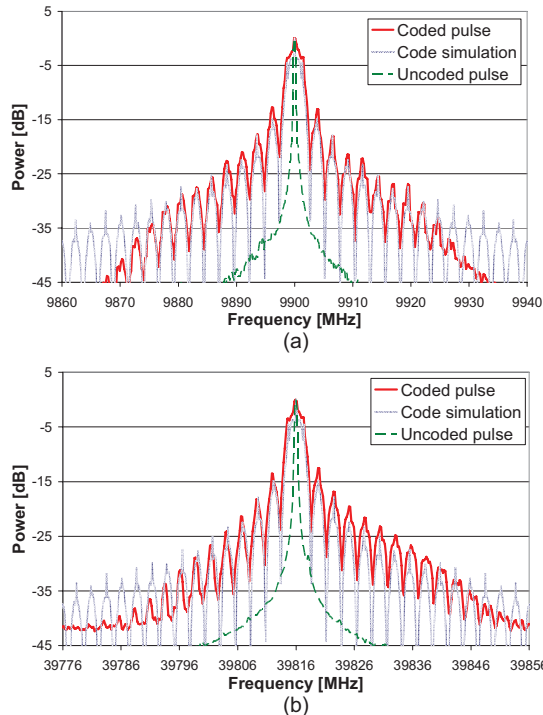 5
-5
-15
-25
-35
-45
Power [dB]
Coded pulse
Code simulation
Uncoded pulse
9860 9870 9880 9890 9900 9910 9920 9930 9940
Frequency [MHz]
(a)
5
-5
-15
-25
-35
-45
Power [dB]
Coded pulse
Code simulation
Uncoded pulse
39776 39786 39796 39806 39816 39826 39836 39846 39856
Frequency [MHz]
(b)